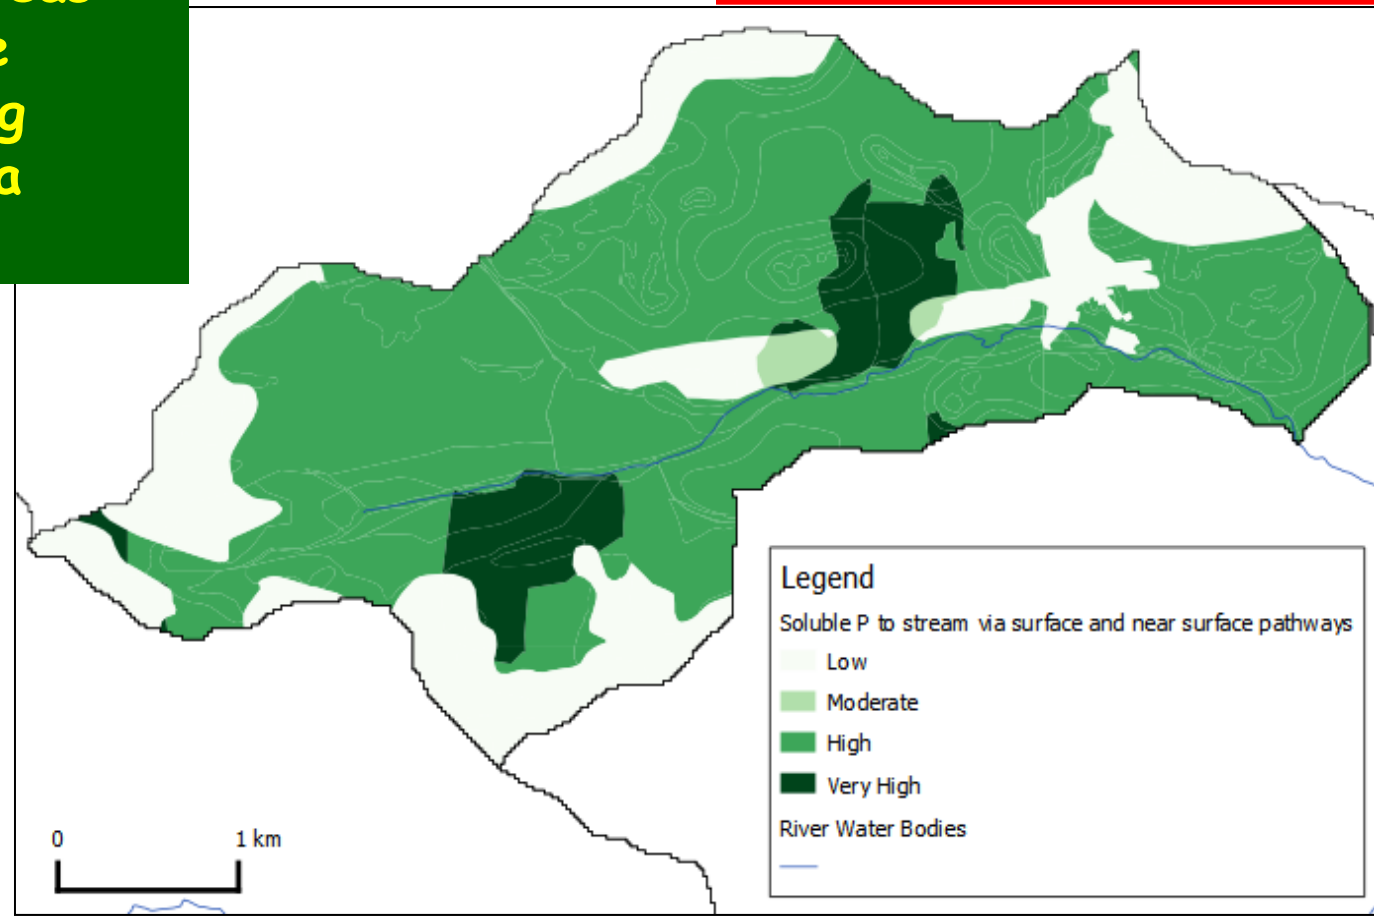 g
a
Legend
Soluble P to stream via surface and near surface pathways
Low
Moderate
High
Very High
River Water Bodies
0 1 km